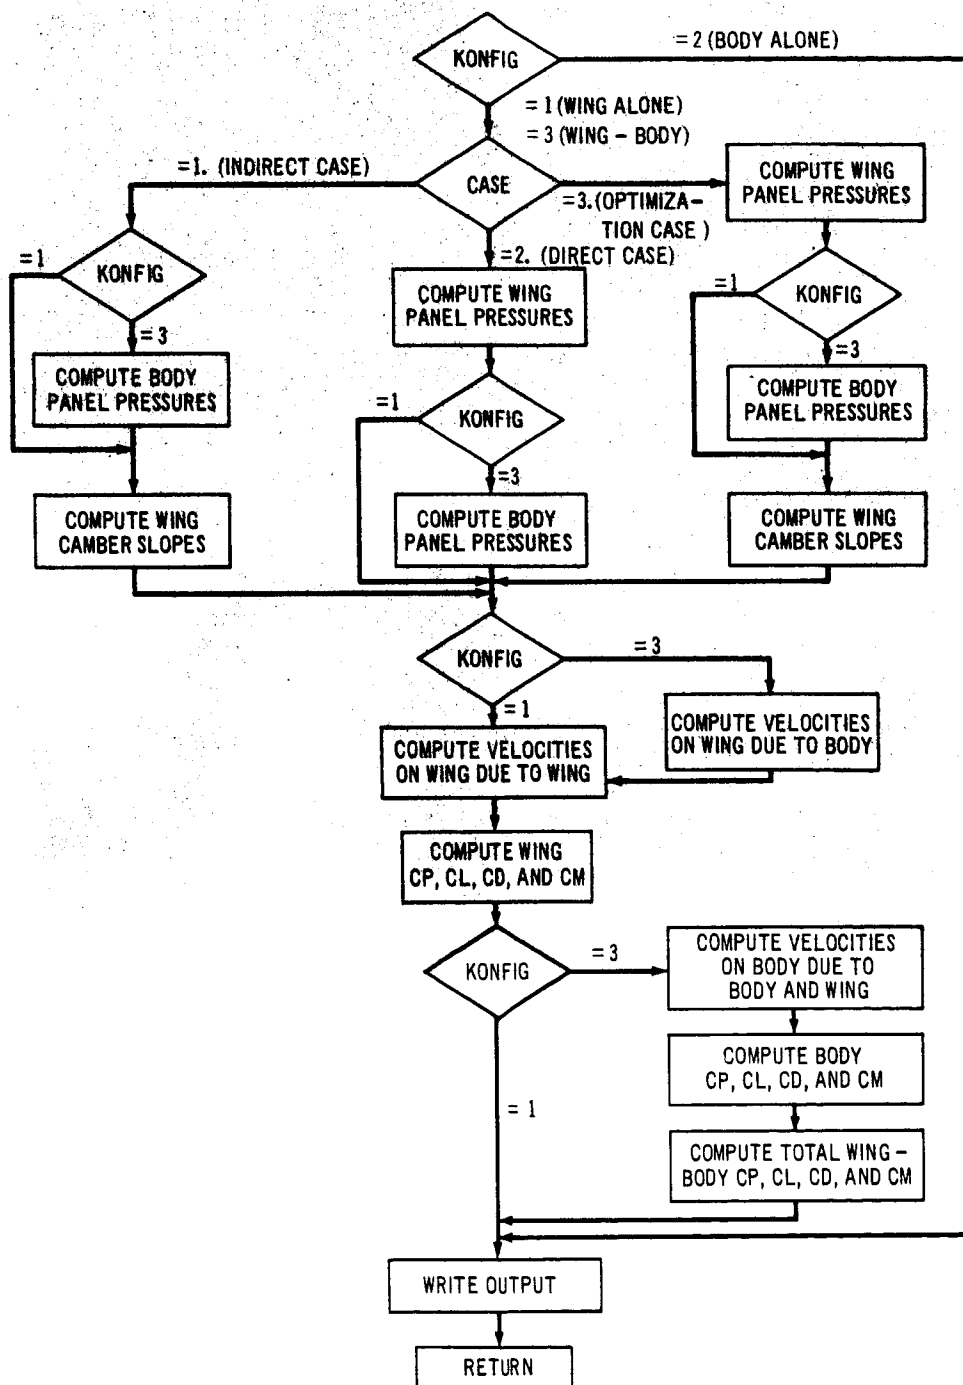 KONFIG
=2 (BODY ALONE)
=1 (WING ALONE)
=3 (WING - BODY)
=1. (INDIRECT CASE)
CASE
=3. (OPTIMIZA-
TION CASE )
=2. (DIRECT CASE)
COMPUTE WING
PANEL PRESSURES
=1
KONFIG
=3
COMPUTE BODY
PANEL PRESSURES
COMPUTE WING
CAMBER SLOPES
COMPUTE WING
PANEL PRESSURES
=1
KONFIG
=3
COMPUTE BODY
PANEL PRESSURES
=1
KONFIG
=3
COMPUTE BODY
PANEL PRESSURES
COMPUTE WING
CAMBER SLOPES
KONFIG
=3
=1
COMPUTE VELOCITIES
ON WING DUE TO BODY
COMPUTE VELOCITIES
ON WING DUE TO WING
COMPUTE WING
CP, CL, CD, AND CM
KONFIG
=3
COMPUTE VELOCITIES
ON BODY DUE TO
BODY AND WING
COMPUTE BODY
CP, CL, CD, AND CM
=1
COMPUTE TOTAL WING -
BODY CP, CL, CD, AND CM
WRITE OUTPUT
RETURN